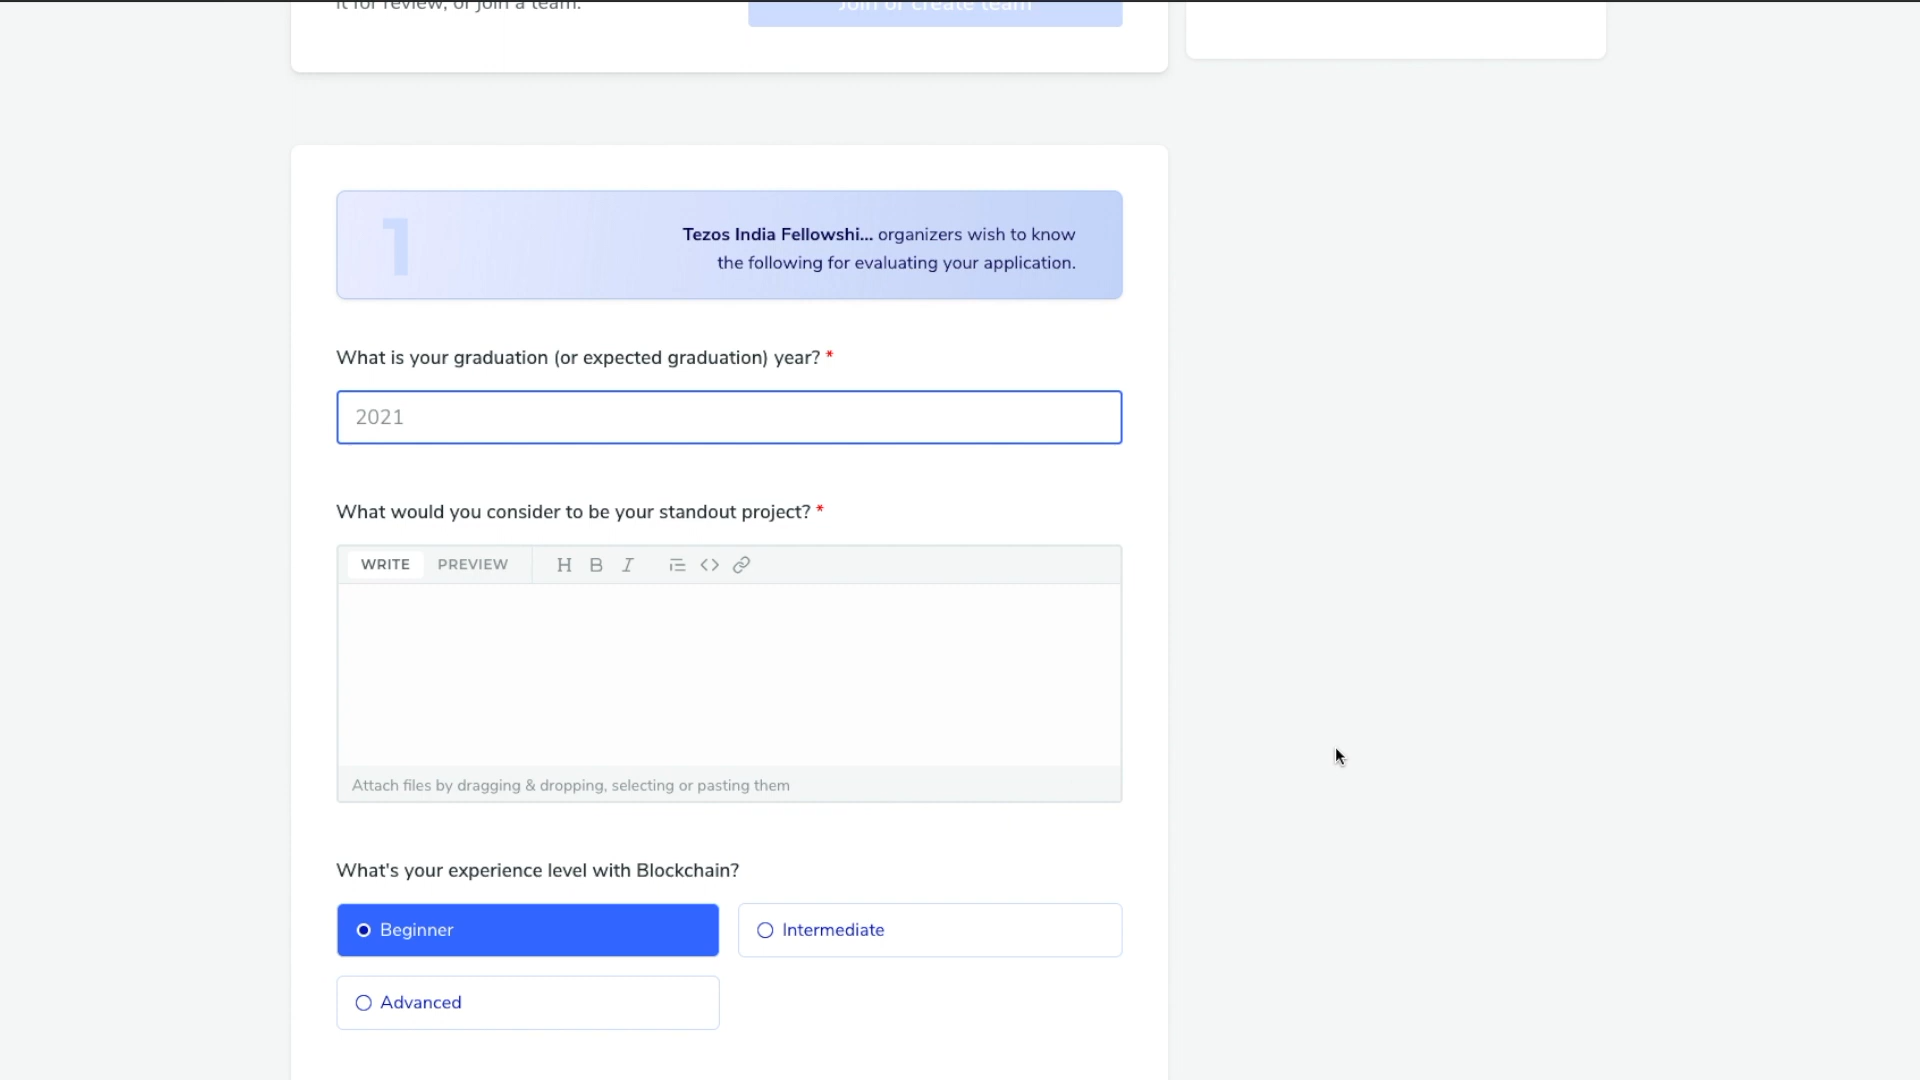 it for review, or join a team.
Join or create team
1
Tezos India Fellowshi... organizers wish to know
the following for evaluating your application.
What is your graduation (or expected graduation) year? *
2021
What would you consider to be your standout project? *
WRITE PREVIEW H B I
Attach files by dragging & dropping, selecting or pasting them
What's your experience level with Blockchain?
Beginner Intermediate
Advanced